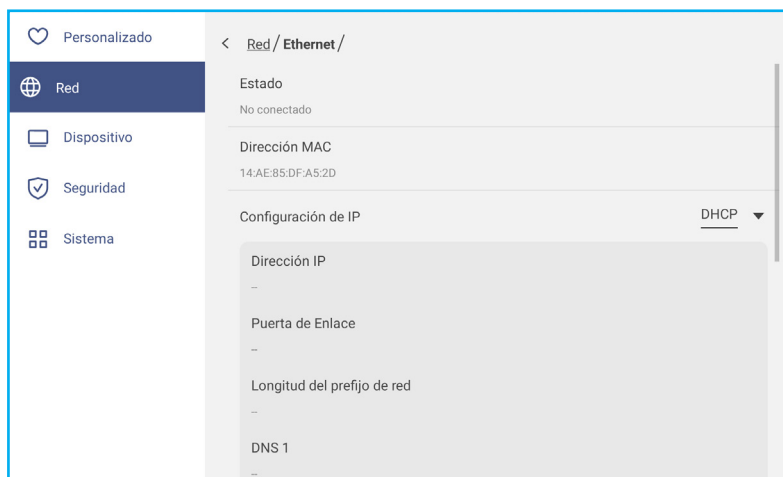 Personalizado
Red
Dispositivo
Seguridad
Sistema
Red / Ethernet /
Estado
No conectado
Dirección MAC
14:AE:85:DF:A5:2D
Configuración de IP DHCP
Dirección IP
--
Puerta de Enlace
--
Longitud del prefijo de red
--
DNS 1
--